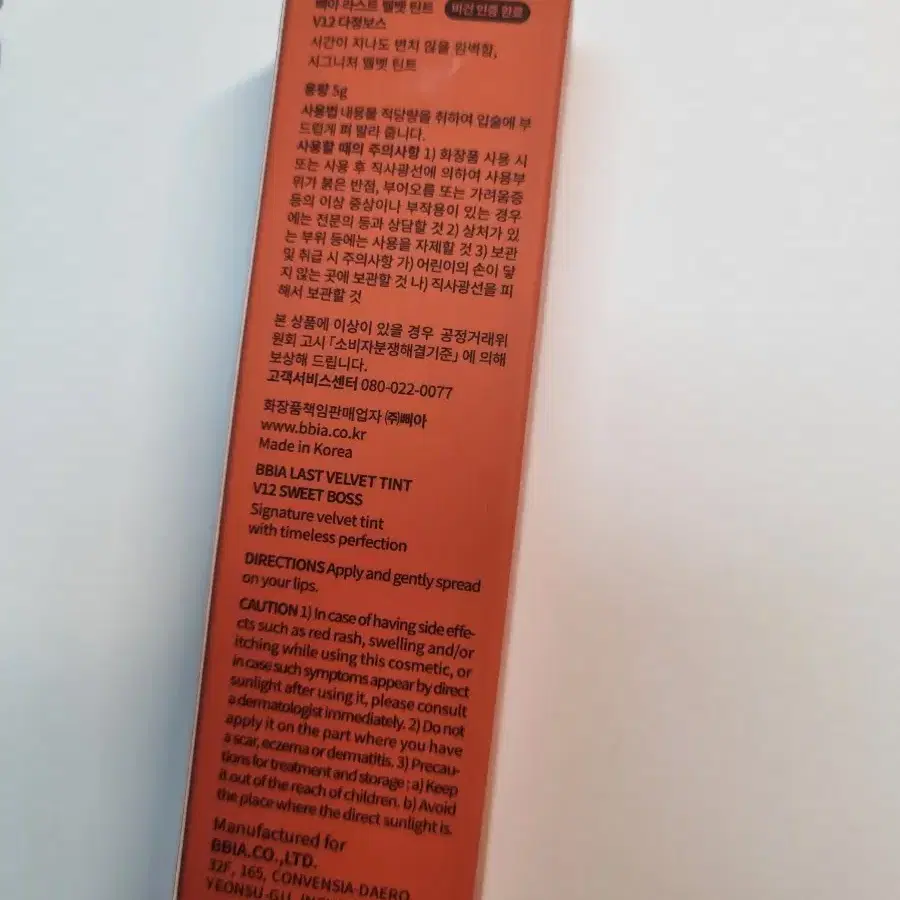 삐아 라스트 벨벳 틴트 비건 인증 완료
V12 다정보스
시간이 지나도 변치 않을 완벽함,
시그니처 벨벳 틴트
용량 5g
사용법 내용물 적당량을 취하여 입술에 부
드럽게 펴 발라 줍니다.
사용할 때의 주의사항 1) 화장품 사용 시
또는 사용 후 직사광선에 의하여 사용부
위가 붉은 반점, 부어오름 또는 가려움증
등의 이상 증상이나 부작용이 있는 경우
에는 전문의 등과 상담할 것 2) 상처가 있
는 부위 등에는 사용을 자제할 것 3) 보관
및 취급 시 주의사항 가) 어린이의 손이 닿
지 않는 곳에 보관할 것 나) 직사광선을 피
해서 보관할 것
본 상품에 이상이 있을 경우 공정거래위
원회 고시 「소비자분쟁해결기준」 에 의해
보상해 드립니다.
고객서비스센터 080-022-0077
화장품책임판매업자 ㈜삐아
www.bbia.co.kr
Made in Korea
BBIA LAST VELVET TINT
V12 SWEET BOSS
Signature velvet tint
with timeless perfection
DIRECTIONS Apply and gently spread
on your lips.
CAUTION 1) In case of having side effe-
cts such as red rash, swelling and/or
itching while using this cosmetic, or
in case such symptoms appear by direct
sunlight after using it, please consult
a dermatologist immediately. 2) Do not
apply it on the part where you have
a scar, eczema or dermatitis. 3) Precau-
tions for treatment and storage ; a) Keep
it out of the reach of children. b) Avoid
the place where the direct sunlight is.
Manufactured for
BBIA.CO.,LTD.
32F, 165, CONVENSIA-DAERO
YEONSU-GU,